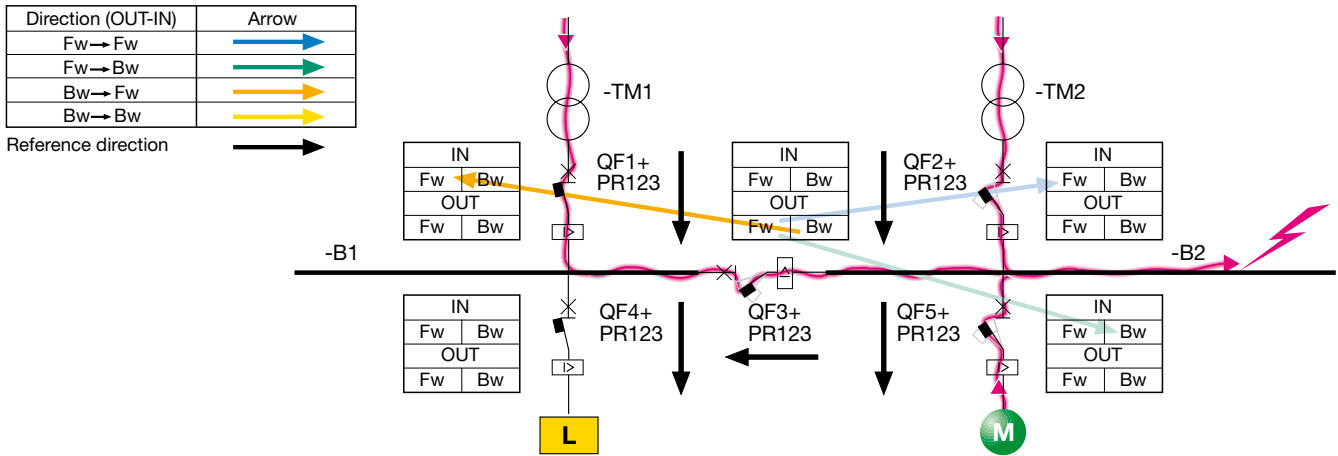 Direction (OUT-IN) Arrow
Fw→Fw
Fw→Bw
Bw→Fw
Bw→Bw
Reference direction
-TM1
-TM2
IN
Fw Bw
OUT
Fw Bw
QF1+
PR123
IN
Fw Bw
OUT
Fw Bw
QF2+
PR123
IN
Fw Bw
OUT
Fw Bw
-B1
-B2
IN
Fw Bw
OUT
Fw Bw
QF4+
PR123
QF3+
PR123
QF5+
PR123
IN
Fw Bw
OUT
Fw Bw
L
M